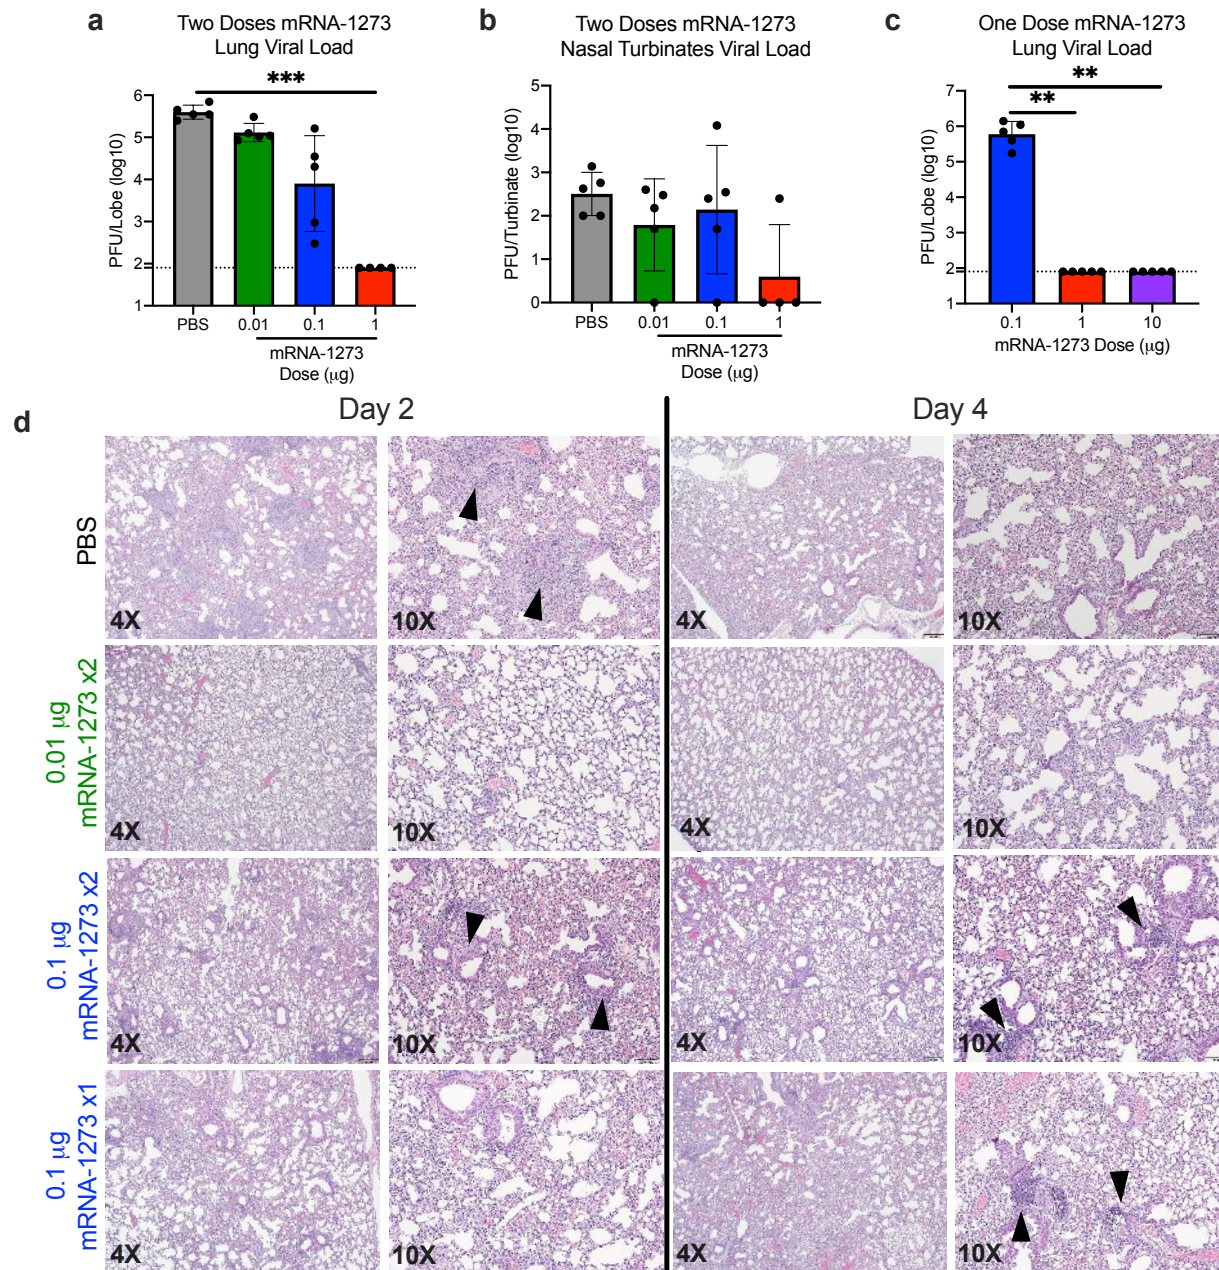 a
Two Doses mRNA-1273
Lung Viral Load
***
PFU/Lobe (log10)
6
5
4
3
2
1
PBS
0.01
0.1
1
mRNA-1273
Dose (μg)
b
Two Doses mRNA-1273
Nasal Turbinates Viral Load
PFU/Turbinate (log10)
5
4
3
2
1
0
PBS
0.01
0.1
1
mRNA-1273
Dose (μg)
c
One Dose mRNA-1273
Lung Viral Load
**
**
PFU/Lobe (log10)
7
6
5
4
3
2
1
0.1
1
10
mRNA-1273 Dose (μg)
d
Day 2
Day 4
PBS
4X
10X
4X
10X
0.01 μg
mRNA-1273 x2
4X
10X
4X
10X
0.1 μg
mRNA-1273 x2
4X
10X
4X
10X
0.1 μg
mRNA-1273 x1
4X
10X
4X
10X